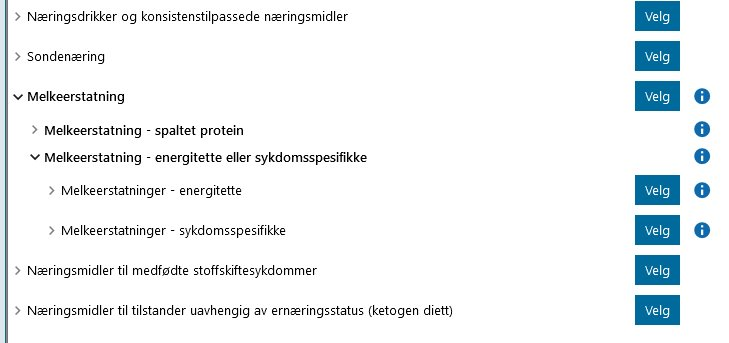 Næringsdrikker og konsistenstilpassede næringsmidler Velg
Sondenæring Velg
Melkeerstatning Velg
Melkeerstatning - spaltet protein
Melkeerstatning - energitette eller sykdomsspesifikke
Melkeerstatninger - energitette Velg
Melkeerstatninger - sykdomsspesifikke Velg
Næringsmidler til medfødte stoffskiftesykdommer Velg
Næringsmidler til tilstander uavhengig av ernæringsstatus (ketogen diett) Velg